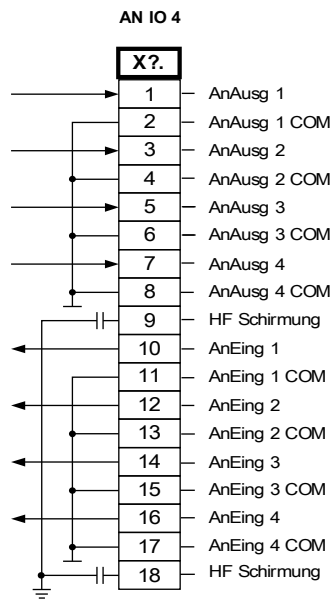 AN IO 4
X?.
1 AnAusg 1
2 AnAusg 1 COM
3 AnAusg 2
4 AnAusg 2 COM
5 AnAusg 3
6 AnAusg 3 COM
7 AnAusg 4
8 AnAusg 4 COM
9 HF Schirmung
10 AnEing 1
11 AnEing 1 COM
12 AnEing 2
13 AnEing 2 COM
14 AnEing 3
15 AnEing 3 COM
16 AnEing 4
17 AnEing 4 COM
18 HF Schirmung